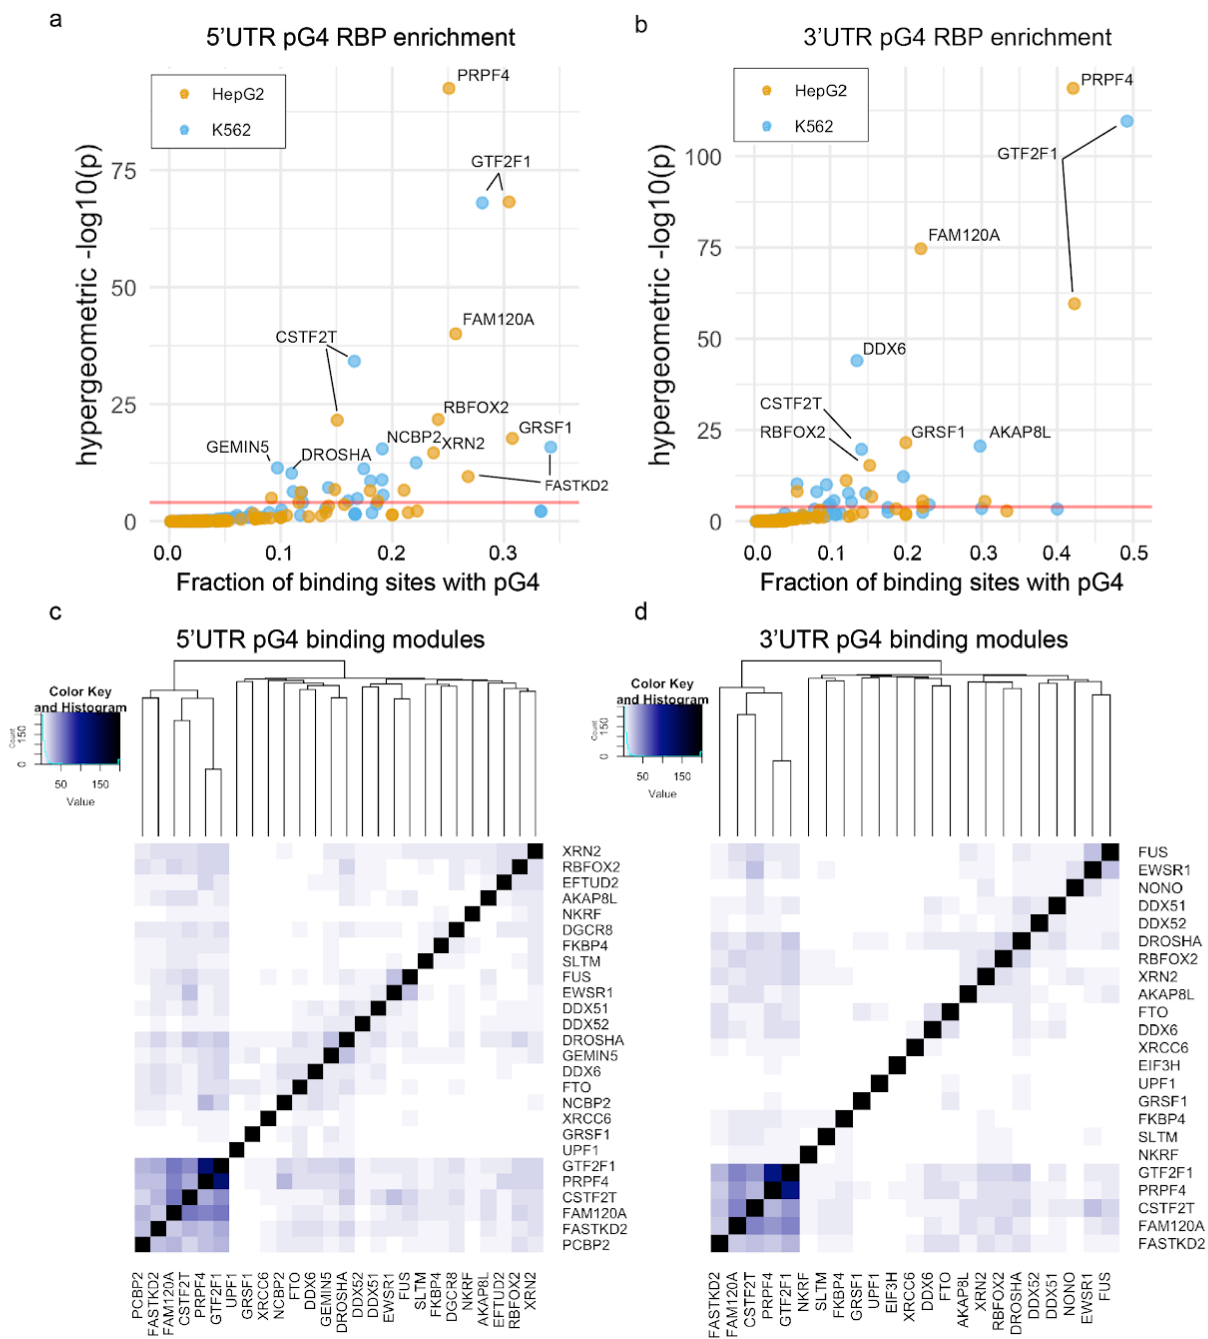 a
5'UTR pG4 RBP enrichment
HepG2
K562
PRPF4
GTF2F1
FAM120A
CSTF2T
RBFOX2
GRSF1
NCBP2
XRN2
GEMIN5
DROSHA
FASTKD2
75
50
25
0
hypergeometric -log10(p)
0.0 0.1 0.2 0.3
Fraction of binding sites with pG4
b
3'UTR pG4 RBP enrichment
HepG2
K562
PRPF4
GTF2F1
FAM120A
DDX6
CSTF2T
RBFOX2
GRSF1
AKAP8L
100
75
50
25
0
hypergeometric -log10(p)
0.0 0.1 0.2 0.3 0.4 0.5
Fraction of binding sites with pG4
c
5'UTR pG4 binding modules
Color Key
and Histogram
Count
0 150
50 150
Value
XRN2
RBFOX2
EFTUD2
AKAP8L
NKRF
DGCR8
FKBP4
SLTM
FUS
EWSR1
DDX51
DDX52
DROSHA
GEMIN5
DDX6
FTO
NCBP2
XRCC6
GRSF1
UPF1
GTF2F1
PRPF4
CSTF2T
FAM120A
FASTKD2
PCBP2
PCBP2
FASTKD2
FAM120A
CSTF2T
PRPF4
GTF2F1
UPF1
GRSF1
XRCC6
NCBP2
FTO
DDX6
GEMIN5
DROSHA
DDX52
DDX51
EWSR1
FUS
SLTM
FKBP4
DGCR8
NKRF
AKAP8L
EFTUD2
RBFOX2
XRN2
d
3'UTR pG4 binding modules
Color Key
and Histogram
Count
0 150
50 150
Value
FUS
EWSR1
NONO
DDX51
DDX52
DROSHA
RBFOX2
XRN2
AKAP8L
FTO
DDX6
XRCC6
EIF3H
UPF1
GRSF1
FKBP4
SLTM
NKRF
GTF2F1
PRPF4
CSTF2T
FAM120A
FASTKD2
FASTKD2
FAM120A
CSTF2T
PRPF4
GTF2F1
NKRF
SLTM
FKBP4
GRSF1
UPF1
EIF3H
XRCC6
DDX6
FTO
AKAP8L
XRN2
RBFOX2
DROSHA
DDX52
DDX51
NONO
EWSR1
FUS